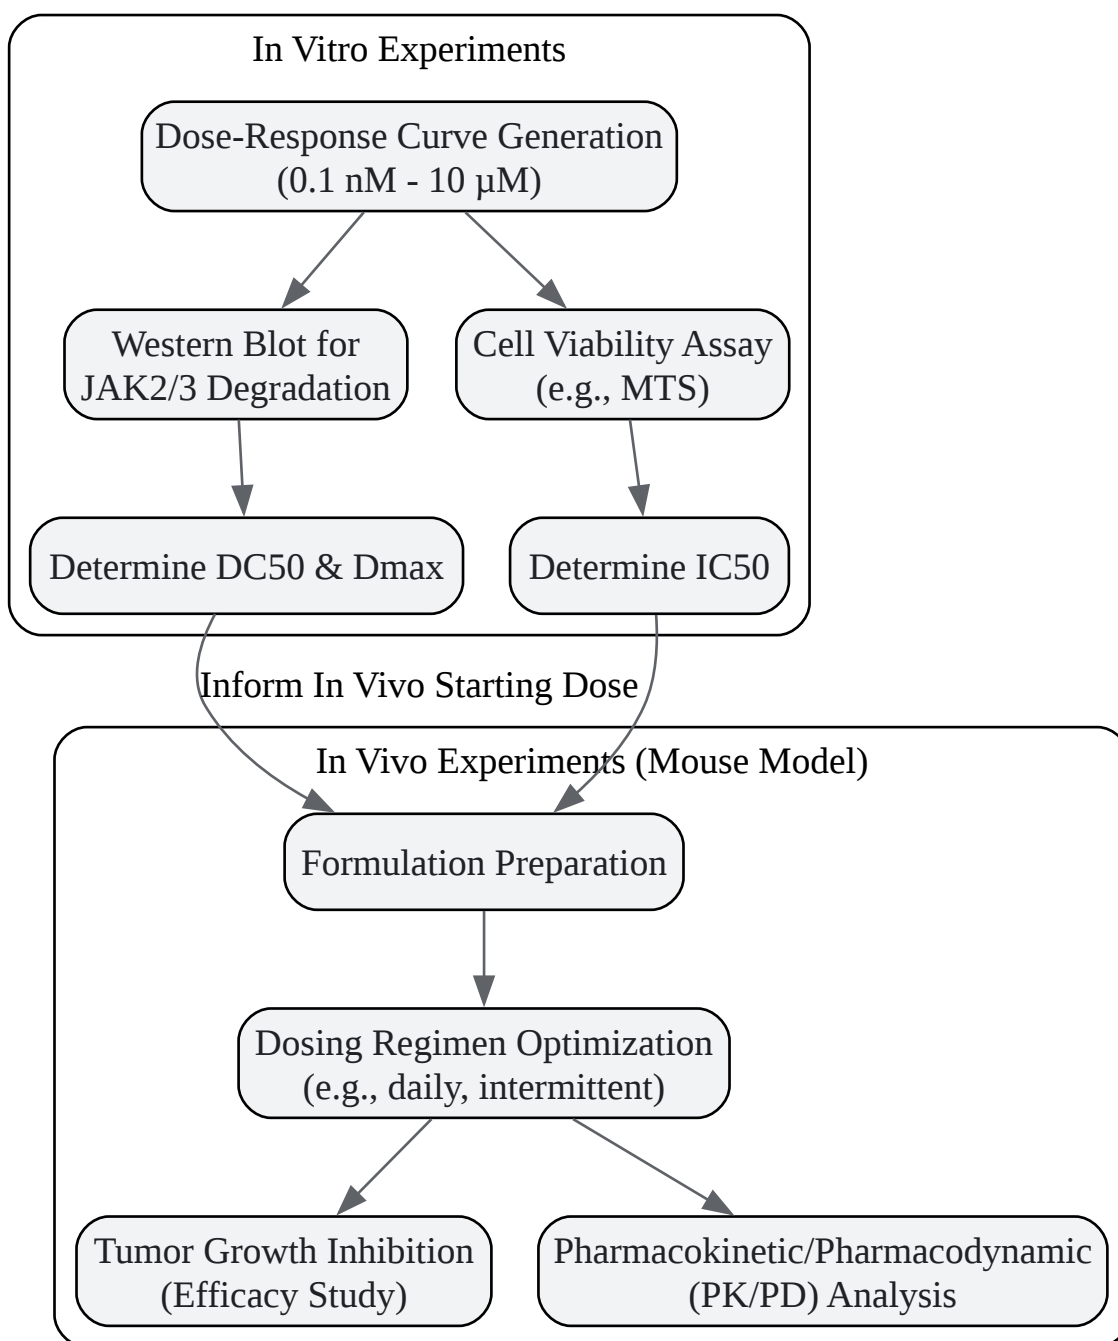 In Vitro Experiments
Dose-Response Curve Generation
(0.1 nM - 10 µM)
Western Blot for
JAK2/3 Degradation
Cell Viability Assay
(e.g., MTS)
Determine DC50 & Dmax
Determine IC50
Inform In Vivo Starting Dose
In Vivo Experiments (Mouse Model)
Formulation Preparation
Dosing Regimen Optimization
(e.g., daily, intermittent)
Tumor Growth Inhibition
(Efficacy Study)
Pharmacokinetic/Pharmacodynamic
(PK/PD) Analysis